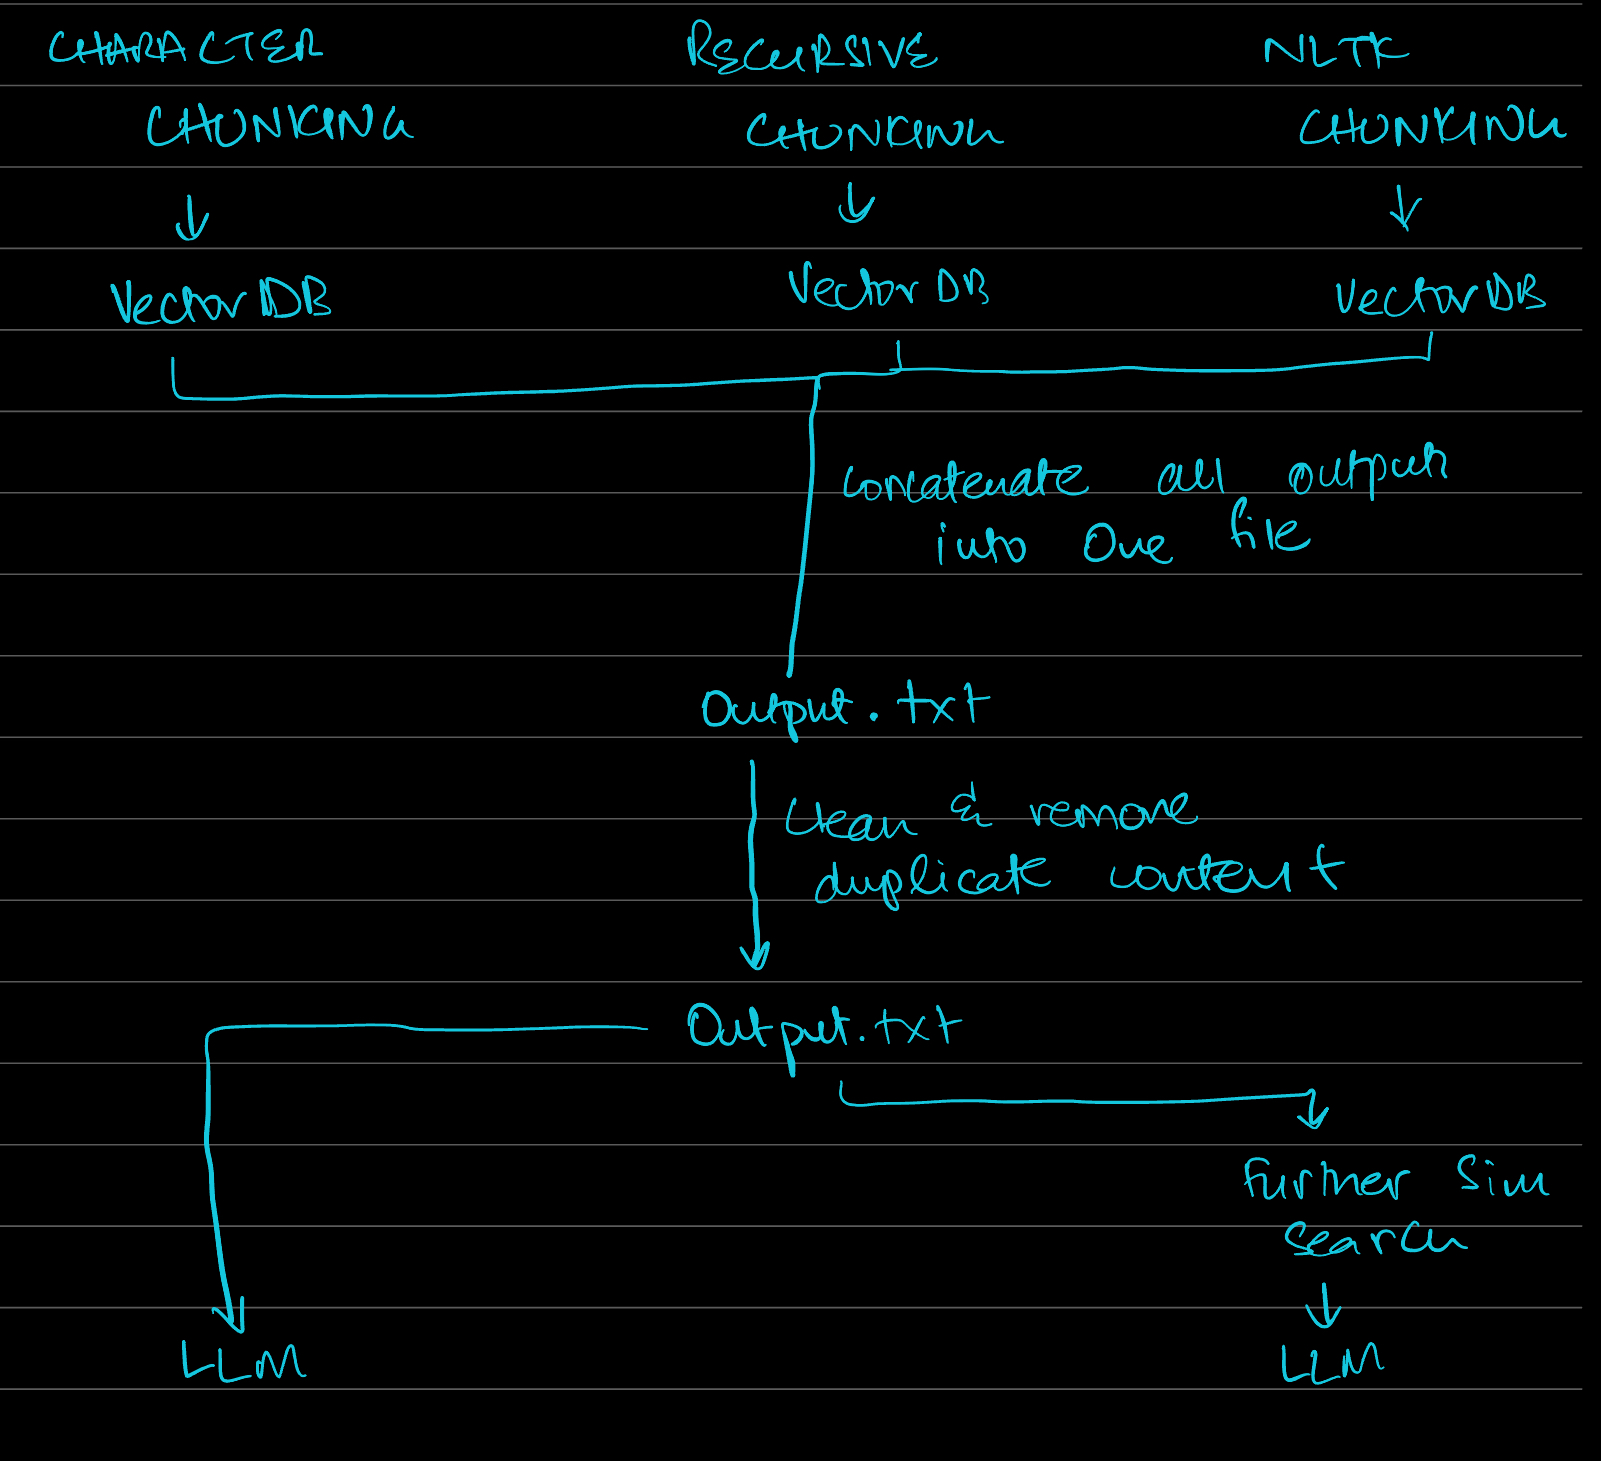 CHARACTER
CHUNKING
RECURSIVE
CHUNKING
NLTK
CHUNKING
Vector DB
Vector DB
Vector DB
Concatenate all output
into One file
Output.txt
Clean & remove
duplicate content
Output.txt
Further Sim
Search
LLM
LLM